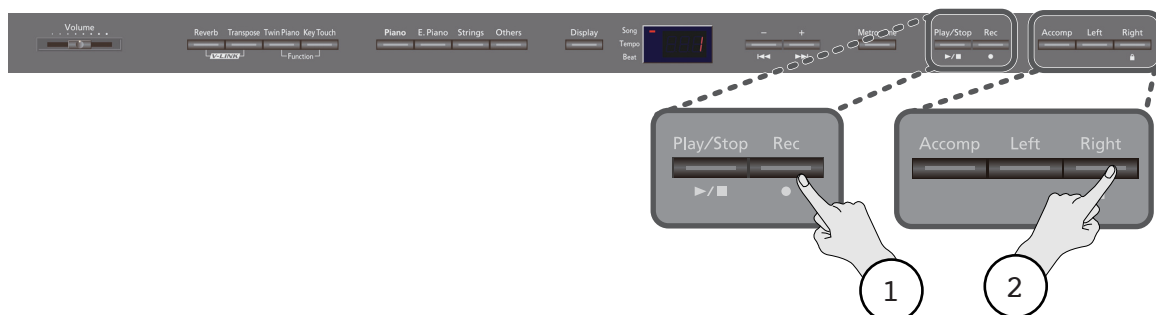 Volume
Reverb Transpose Twin Piano Key Touch
V-LINK Function
Piano E. Piano Strings Others
Display
Song
Tempo
Beat
1
− +
Metronome
Play/Stop Rec
Accomp Left Right
Play/Stop Rec
Accomp Left Right
1
2